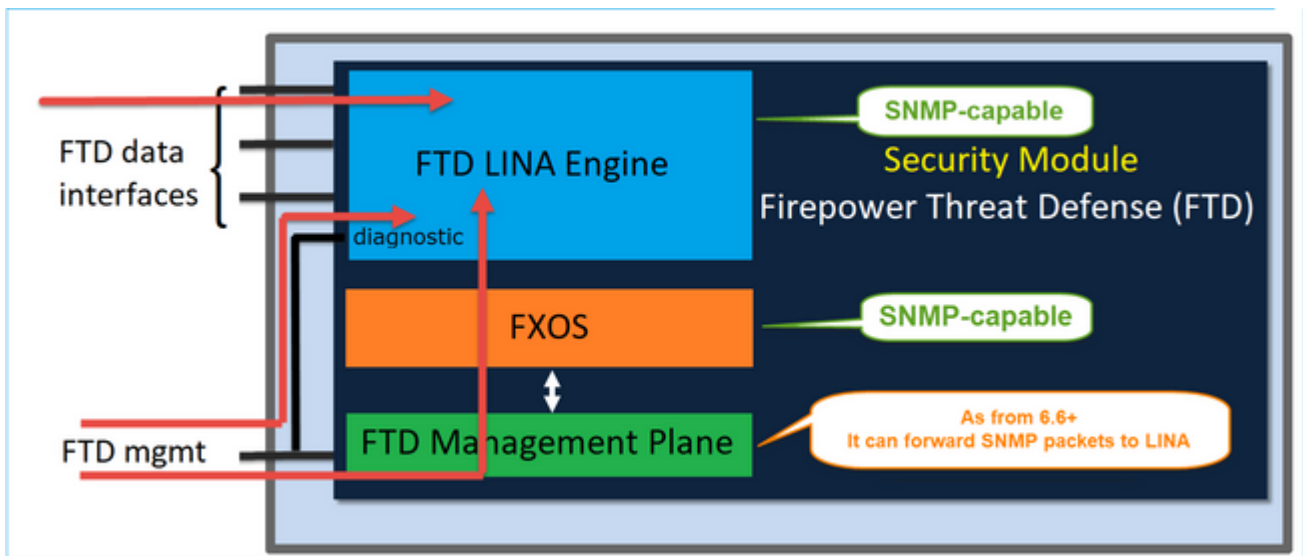 FTD data
interfaces
FTD mgmt
FTD LINA Engine
diagnostic
FXOS
FTD Management Plane
SNMP-capable
Security Module
Firepower Threat Defense (FTD)
SNMP-capable
As from 6.6+
It can forward SNMP packets to LINA